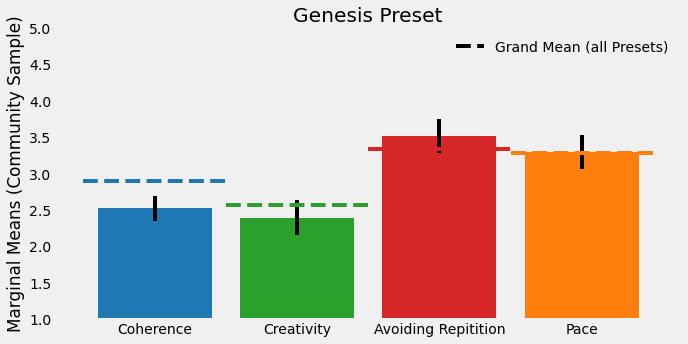 Genesis Preset
Marginal Means (Community Sample)
5.0
4.5
4.0
3.5
3.0
2.5
2.0
1.5
1.0
Grand Mean (all Presets)
Coherence
Creativity
Avoiding Repitition
Pace